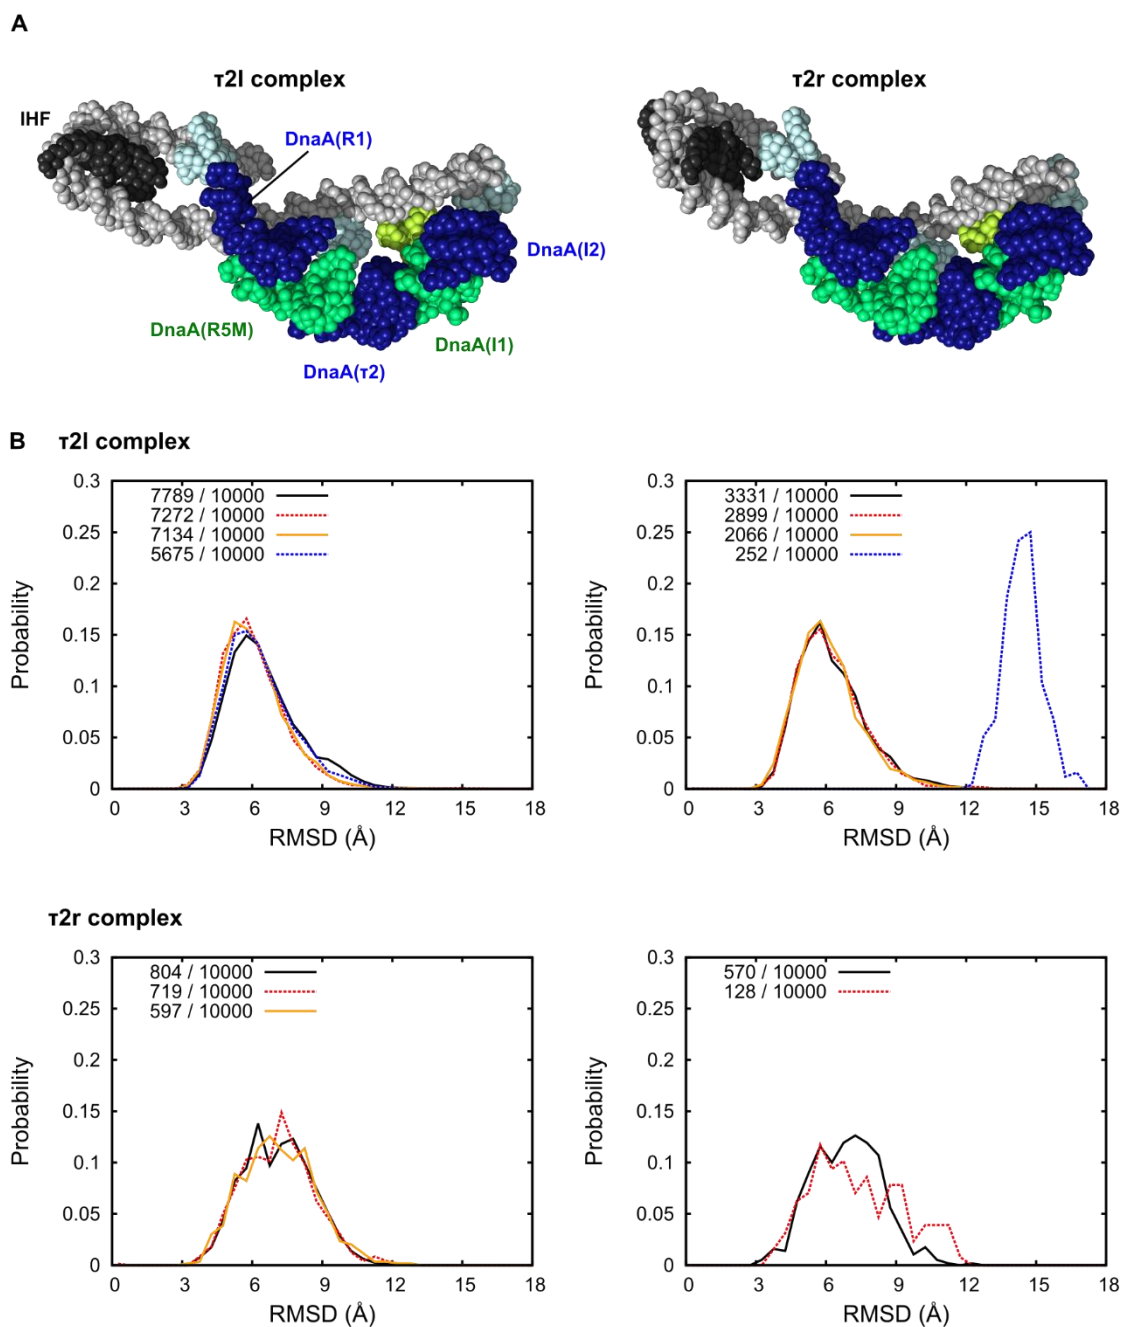 A
τ2l complex
τ2r complex
IHF
DnaA(R1)
DnaA(I2)
DnaA(R5M)
DnaA(I1)
DnaA(τ2)
B τ2l complex
0.3
0.25
0.2
0.15
0.1
0.05
0
Probability
7789 / 10000
7272 / 10000
7134 / 10000
5675 / 10000
0 3 6 9 12 15 18
RMSD (Å)
0.3
0.25
0.2
0.15
0.1
0.05
0
Probability
3331 / 10000
2899 / 10000
2066 / 10000
252 / 10000
0 3 6 9 12 15 18
RMSD (Å)
τ2r complex
0.3
0.25
0.2
0.15
0.1
0.05
0
Probability
804 / 10000
719 / 10000
597 / 10000
0 3 6 9 12 15 18
RMSD (Å)
0.3
0.25
0.2
0.15
0.1
0.05
0
Probability
570 / 10000
128 / 10000
0 3 6 9 12 15 18
RMSD (Å)